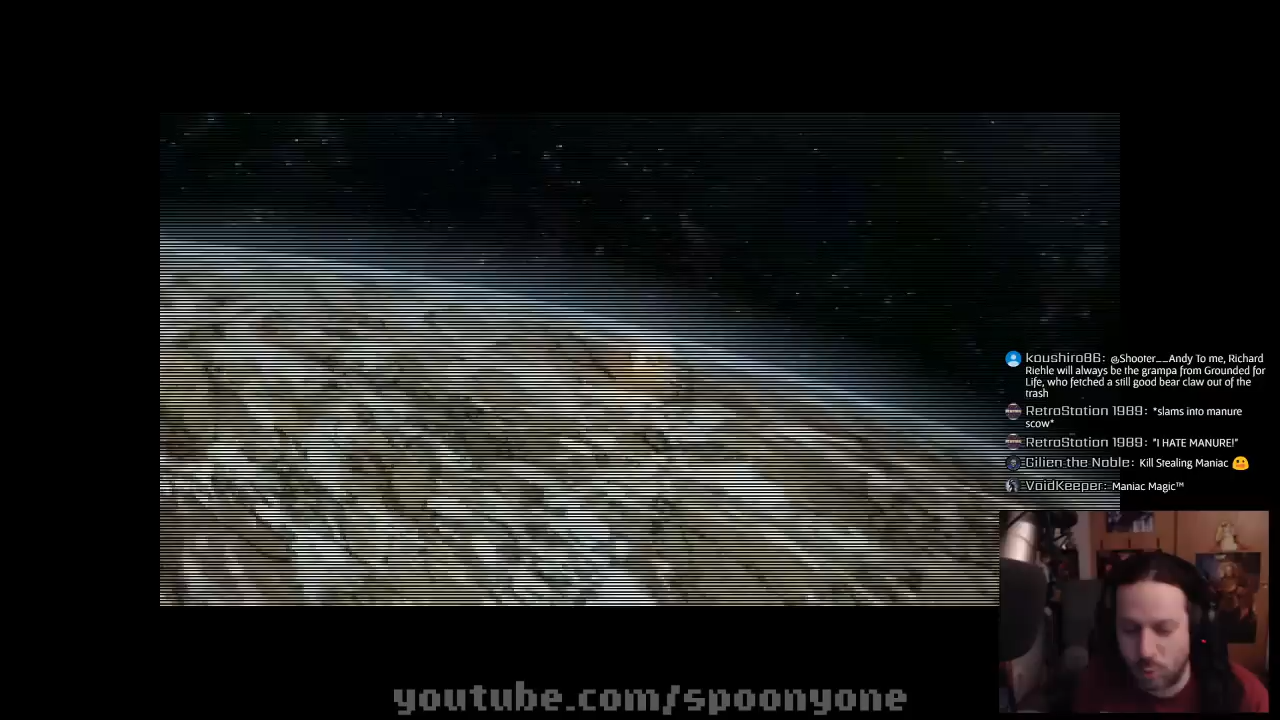 koushiro86: @Shooter__Andy To me, Richard
Riehle will always be the grampa from Grounded for
Life, who fetched a still good bear claw out of the
trash
RetroStation 1989: *slams into manure
scow*
RetroStation 1989: "I HATE MANURE!"
Gilien the Noble: Kill Stealing Maniac
VoidKeeper: Maniac Magic™
youtube.com/spoonyone